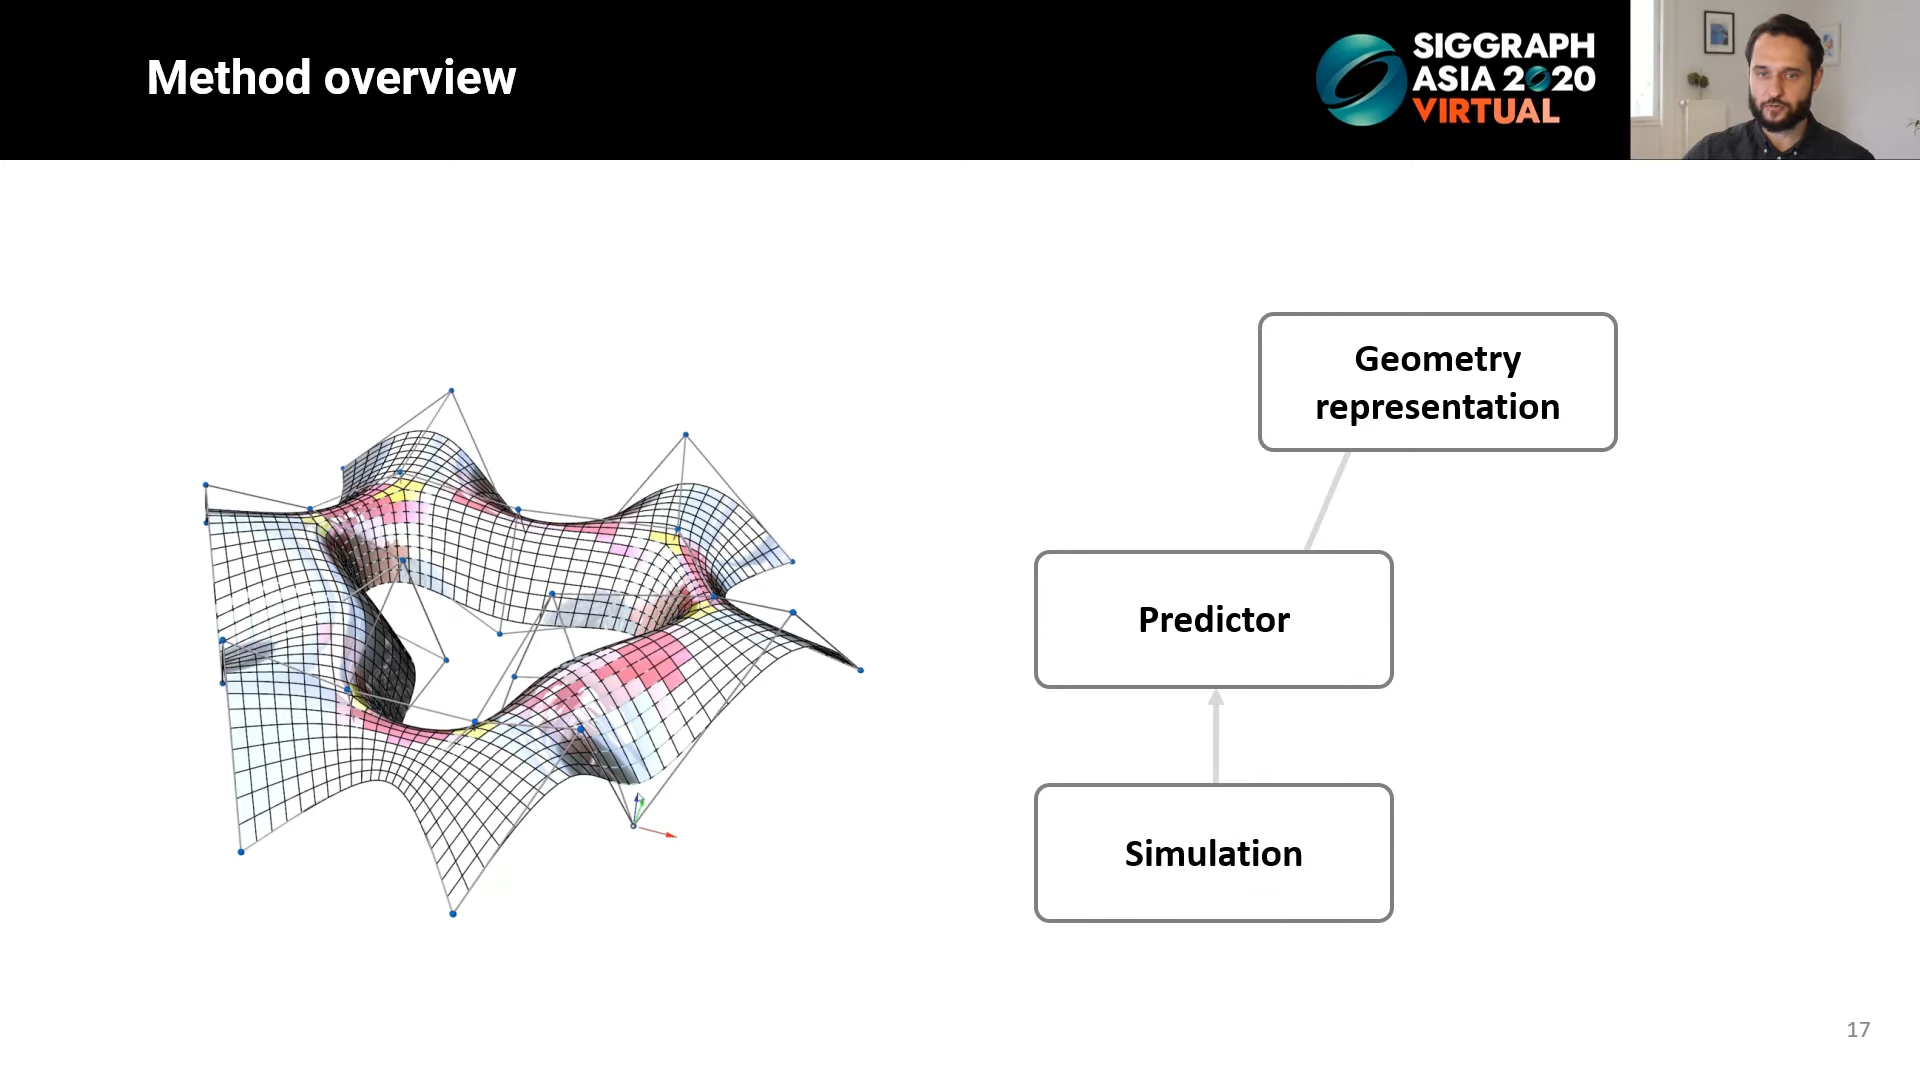 Method overview
SIGGRAPH
ASIA 2020
VIRTUAL
Geometry
representation
Predictor
Simulation
17